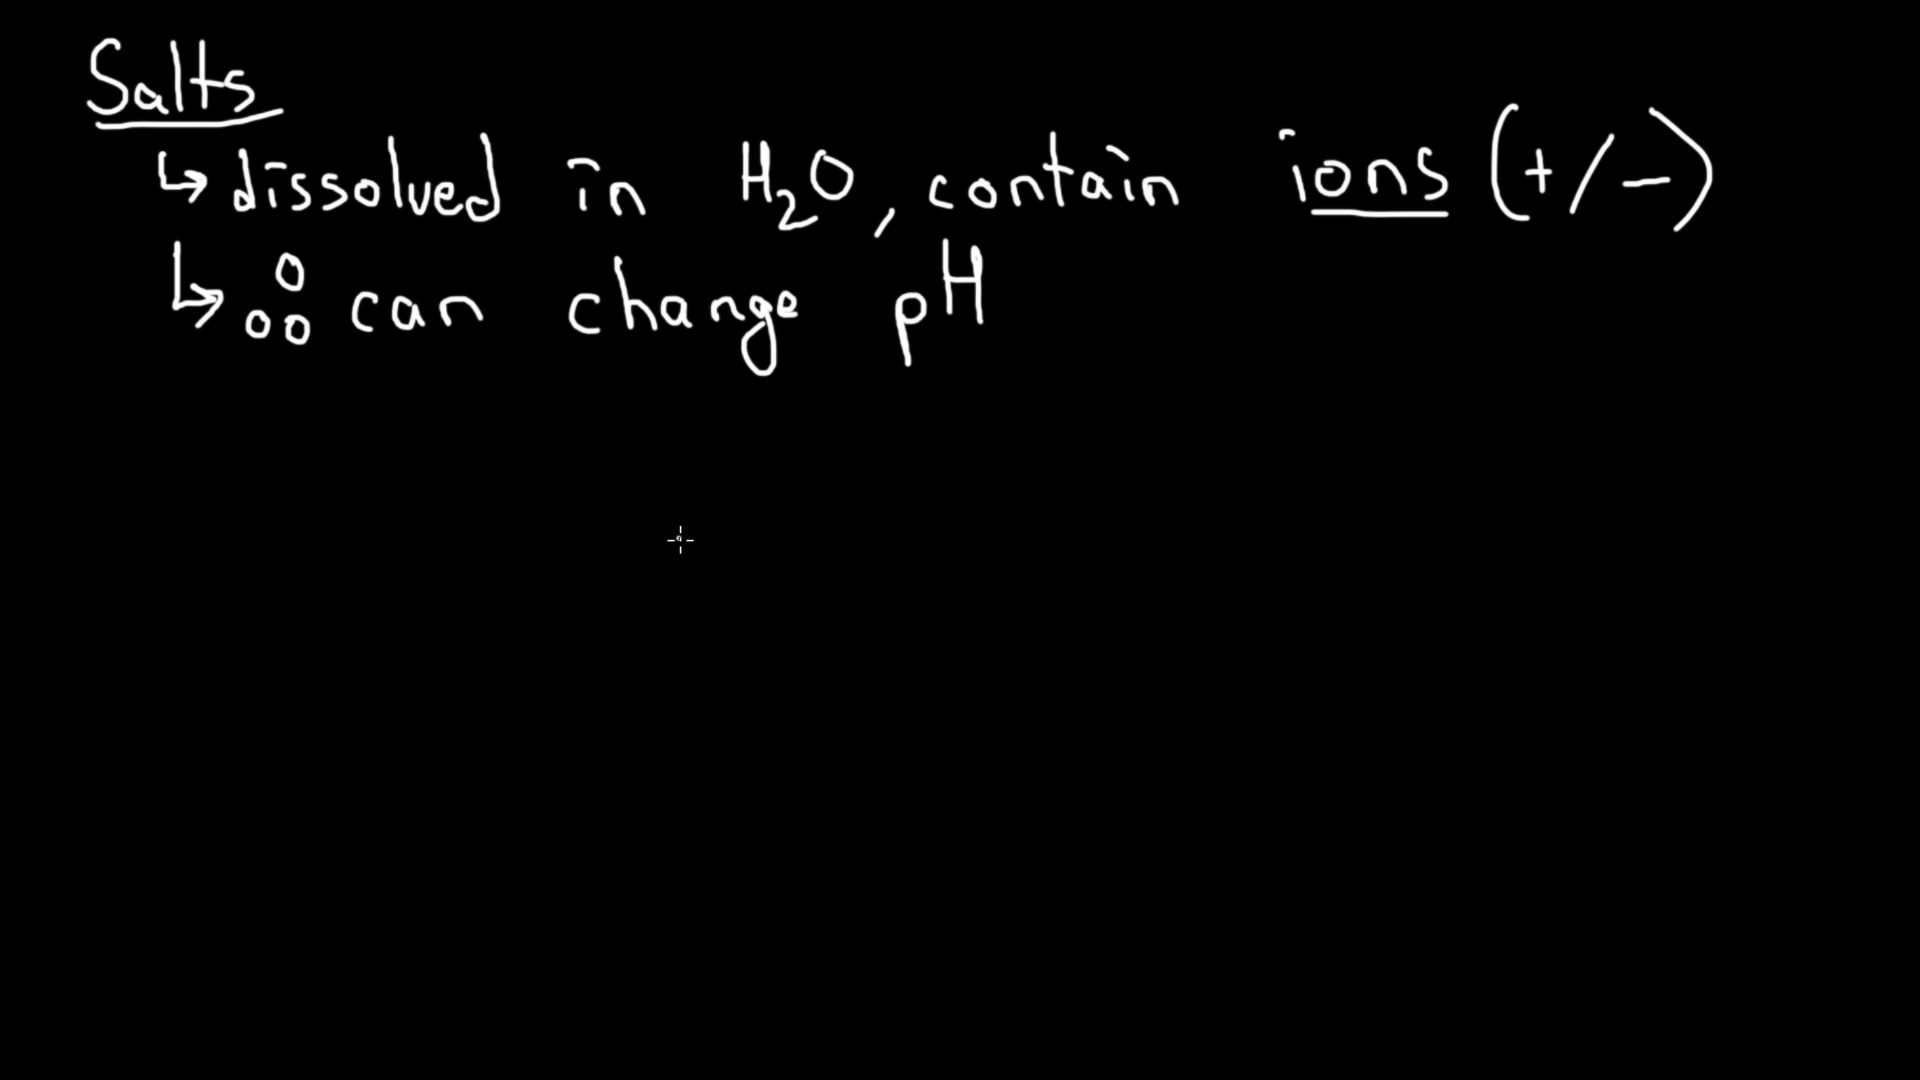 Salts
↳ dissolved in H₂O, contain ions (+/-)
↳ ∴ can change pH